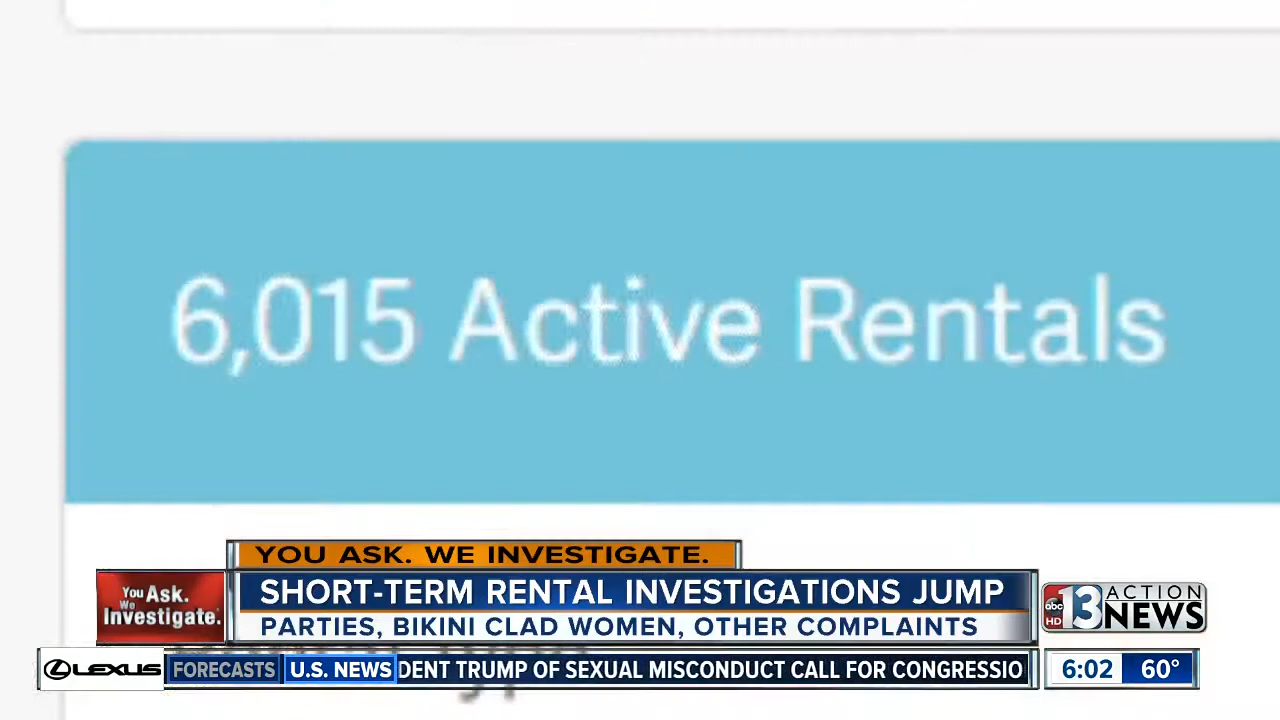 6,015 Active Rentals
YOU ASK. WE INVESTIGATE.
You Ask.
We
Investigate.
SHORT-TERM RENTAL INVESTIGATIONS JUMP
PARTIES, BIKINI CLAD WOMEN, OTHER COMPLAINTS
abc
HD
13
ACTION
NEWS
LEXUS
FORECASTS
U.S. NEWS
DENT TRUMP OF SEXUAL MISCONDUCT CALL FOR CONGRESSIO
6:02
60°